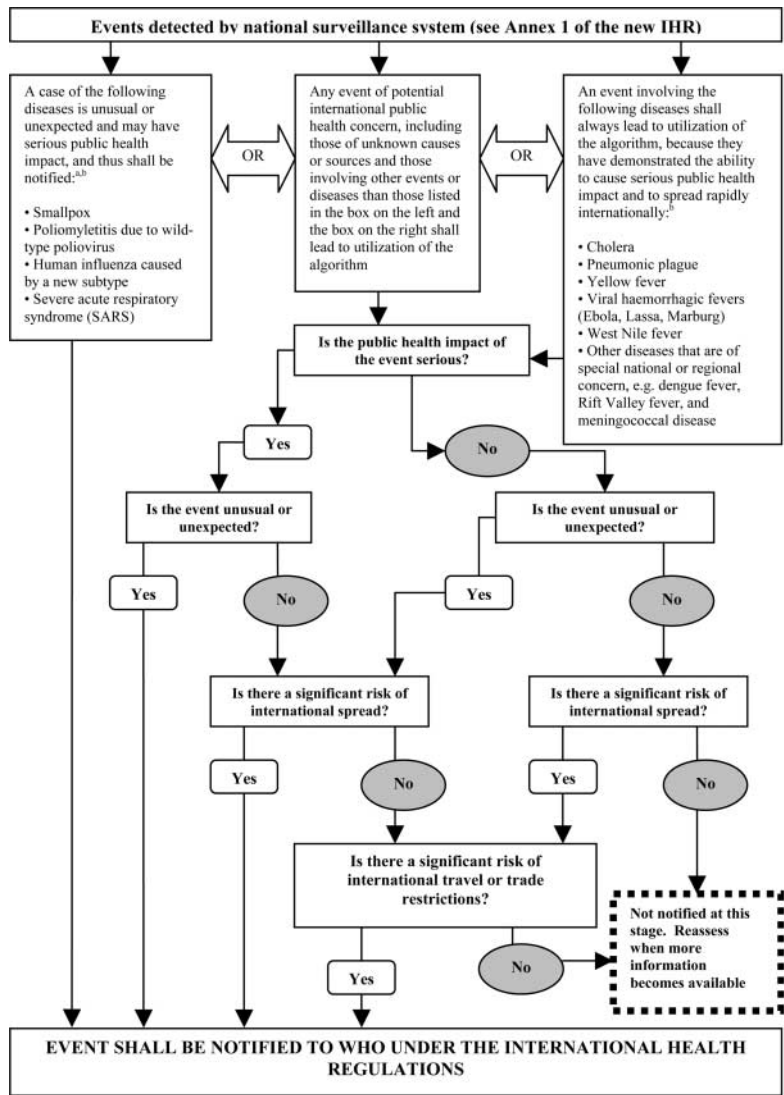 Events detected by national surveillance system (see Annex 1 of the new IHR)
A case of the following
diseases is unusual or
unexpected and may have
serious public health
impact, and thus shall be
notified:a,b
• Smallpox
• Poliomyletitis due to wild-
type poliovirus
• Human influenza caused
by a new subtype
• Severe acute respiratory
syndrome (SARS)
OR
Any event of potential
international public
health concern, including
those of unknown causes
or sources and those
involving other events or
diseases than those listed
in the box on the left and
the box on the right shall
lead to utilization of the
algorithm
OR
An event involving the
following diseases shall
always lead to utilization of
the algorithm, because they
have demonstrated the ability
to cause serious public health
impact and to spread rapidly
internationally:b
• Cholera
• Pneumonic plague
• Yellow fever
• Viral haemorrhagic fevers
(Ebola, Lassa, Marburg)
• West Nile fever
• Other diseases that are of
special national or regional
concern, e.g. dengue fever,
Rift Valley fever, and
meningococcal disease
Is the public health impact of
the event serious?
Yes
No
Is the event unusual or
unexpected?
Is the event unusual or
unexpected?
Yes
No
Yes
No
Is there a significant risk of
international spread?
Is there a significant risk of
international spread?
Yes
No
Yes
No
Is there a significant risk of
international travel or trade
restrictions?
Not notified at this
stage. Reassess
when more
information
becomes available
Yes
No
EVENT SHALL BE NOTIFIED TO WHO UNDER THE INTERNATIONAL HEALTH
REGULATIONS